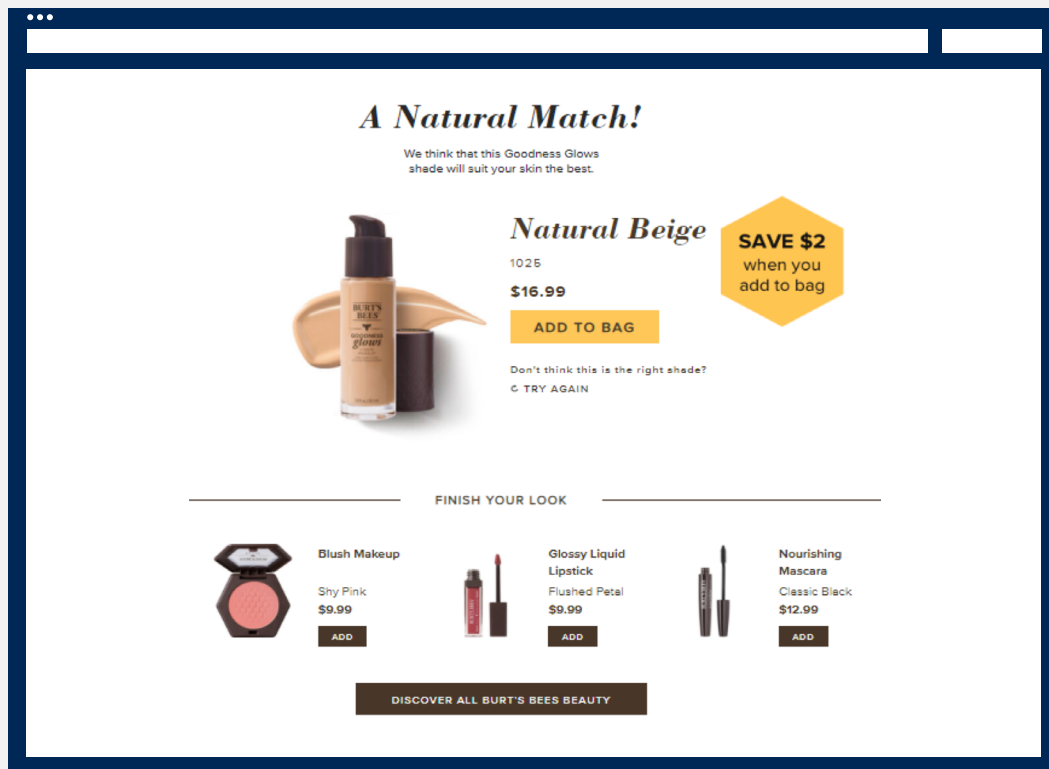 A Natural Match!
We think that this Goodness Glows
shade will suit your skin the best.
Natural Beige
1025
$16.99
ADD TO BAG
Don't think this is the right shade?
TRY AGAIN
SAVE $2
when you
add to bag
BURT'S
BEES
GOODNESS
glows
FINISH YOUR LOOK
Blush Makeup
Shy Pink
$9.99
ADD
Glossy Liquid
Lipstick
Flushed Petal
$9.99
ADD
Nourishing
Mascara
Classic Black
$12.99
ADD
DISCOVER ALL BURT'S BEES BEAUTY